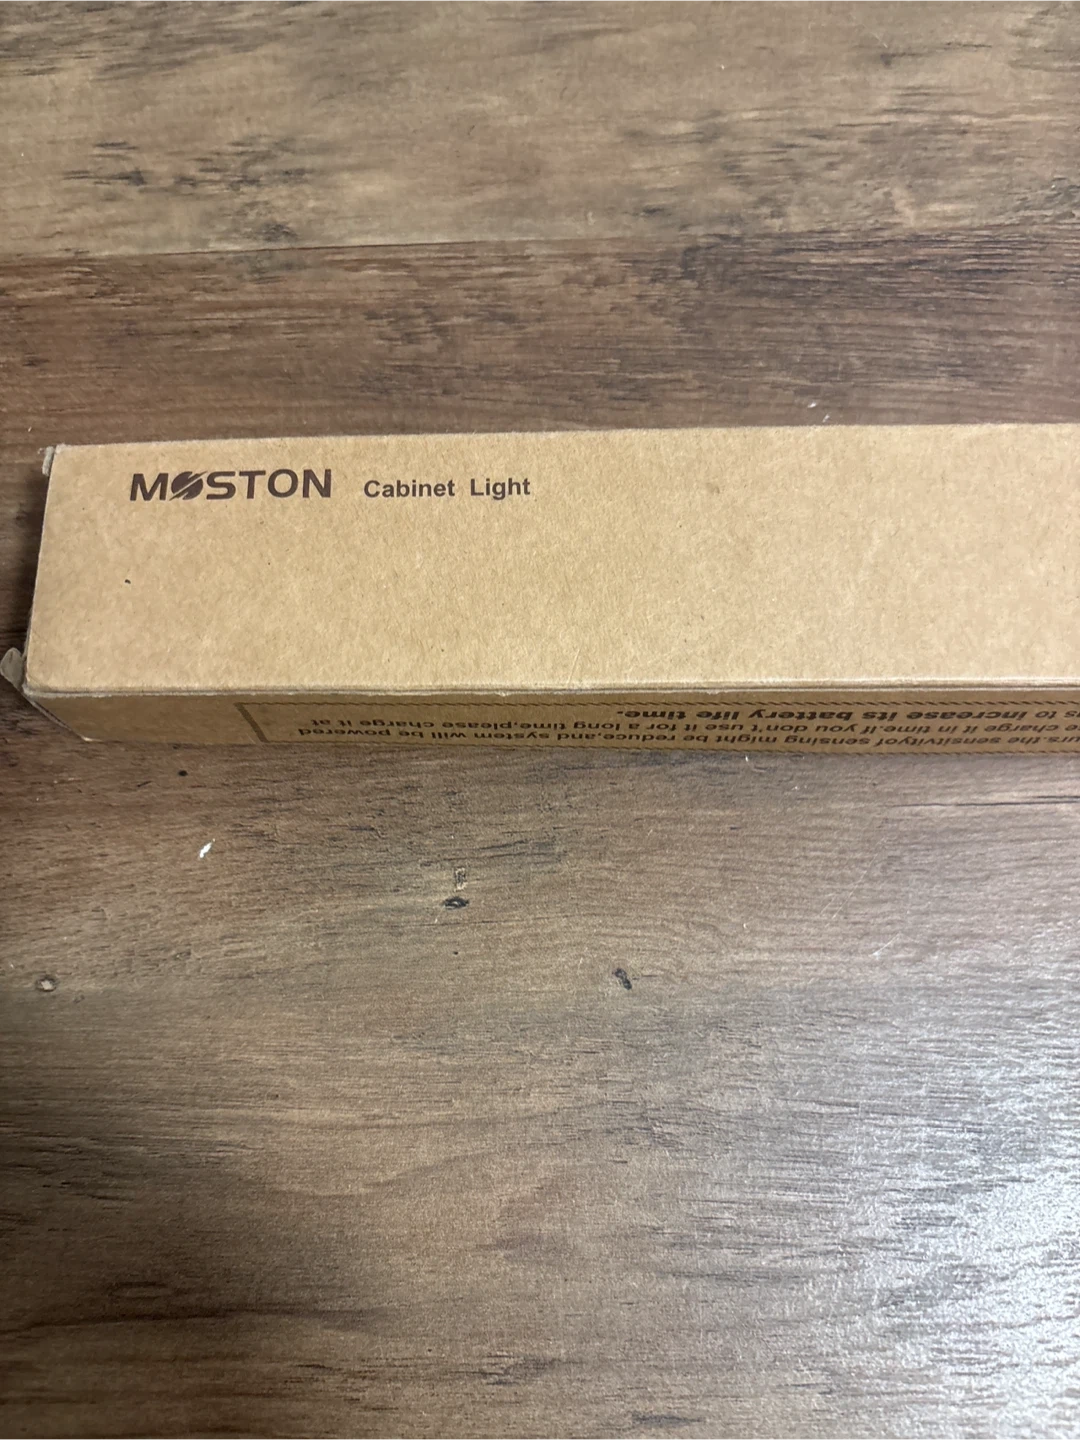 MOSTON Cabinet Light
urs.the sensitivityof sensing might be reduce,and system will be powered
e charge it in time.If you don't use it for a long time,please charge it at
s to increase its battery life time.